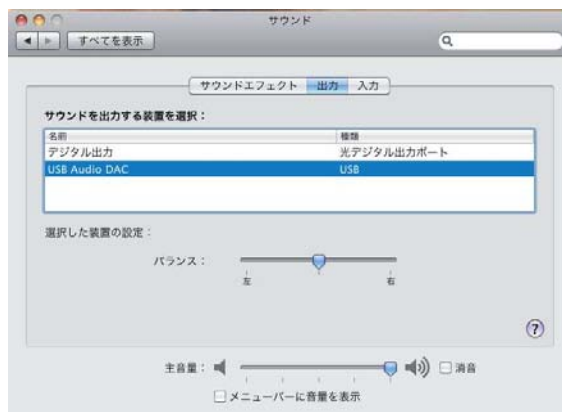 サウンド
すべてを表示
サウンドエフェクト 出力 入力
サウンドを出力する装置を選択：
名前 種類
デジタル出力 光デジタル出力ポート
USB Audio DAC USB
選択した装置の設定：
バランス：
左 右
?
主音量： 消音
メニューバーに音量を表示